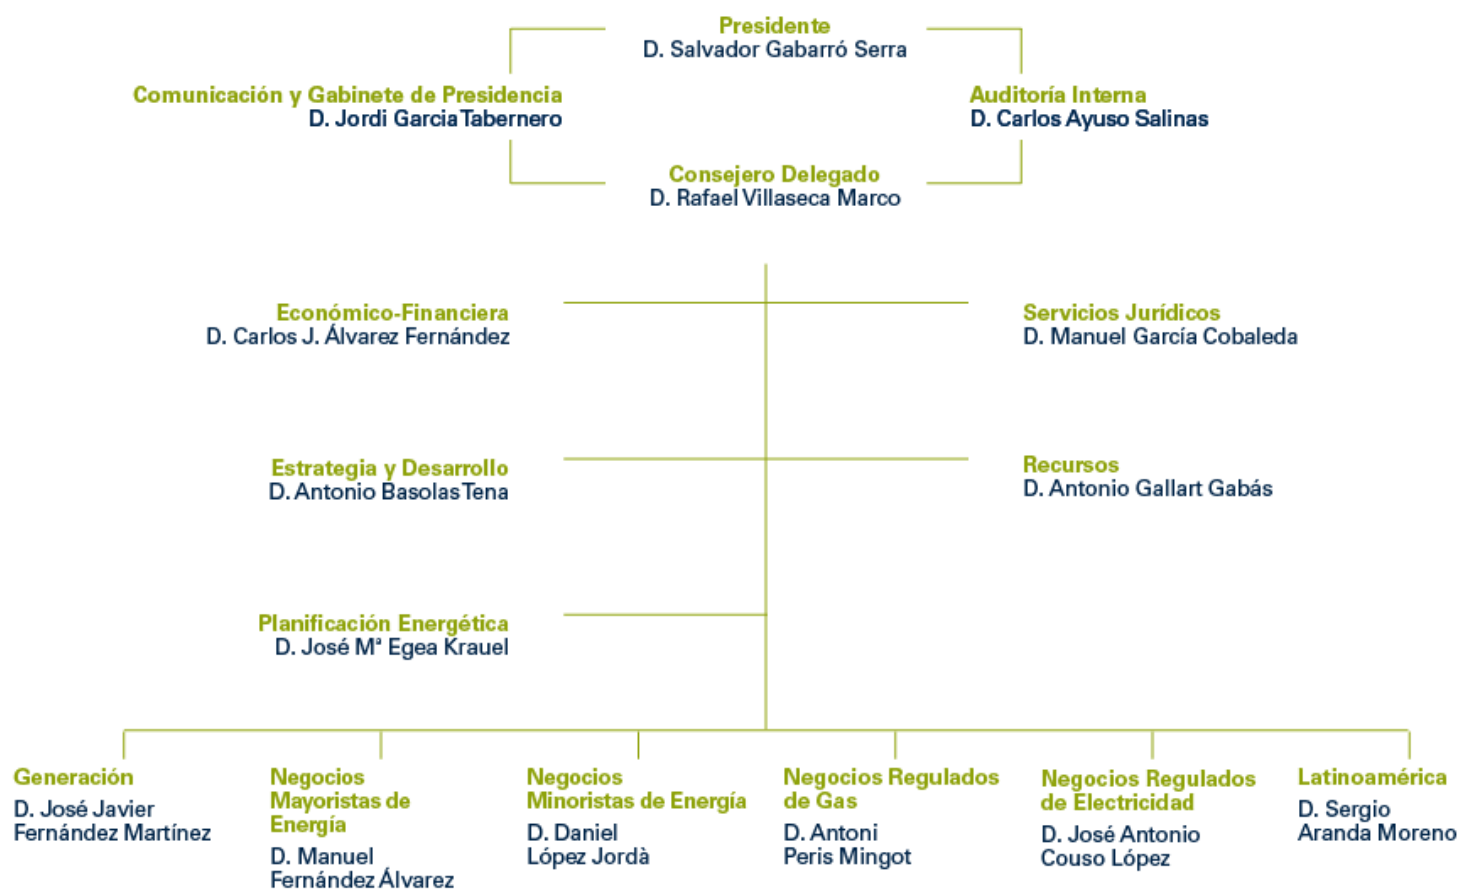 Presidente
D. Salvador Gabarró Serra
Comunicación y Gabinete de Presidencia
D. Jordi Garcia Tabernero
Auditoría Interna
D. Carlos Ayuso Salinas
Consejero Delegado
D. Rafael Villaseca Marco
Económico-Financiera
D. Carlos J. Álvarez Fernández
Servicios Jurídicos
D. Manuel García Cobaleda
Estrategia y Desarrollo
D. Antonio Basolas Tena
Recursos
D. Antonio Gallart Gabás
Planificación Energética
D. José Mª Egea Krauel
Generación
D. José Javier
Fernández Martínez
Negocios
Mayoristas de
Energía
D. Manuel
Fernández Álvarez
Negocios
Minoristas de Energía
D. Daniel
López Jordà
Negocios Regulados
de Gas
D. Antoni
Peris Mingot
Negocios Regulados
de Electricidad
D. José Antonio
Couso López
Latinoamérica
D. Sergio
Aranda Moreno